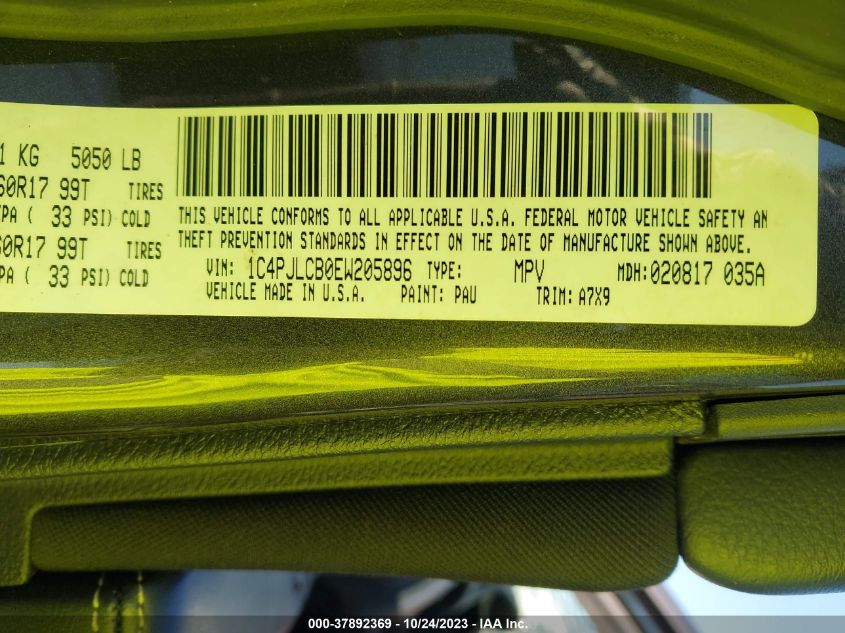 1 KG 5050 LB
60R17 99T TIRES
PA ( 33 PSI) COLD
60R17 99T TIRES
PA ( 33 PSI) COLD
THIS VEHICLE CONFORMS TO ALL APPLICABLE U.S.A. FEDERAL MOTOR VEHICLE SAFETY AN
THEFT PREVENTION STANDARDS IN EFFECT ON THE DATE OF MANUFACTURE SHOWN ABOVE.
VIN: 1C4PJLCB0EW205896 TYPE: MPV MDH:020817 035A
VEHICLE MADE IN U.S.A. PAINT: PAU TRIM: A7X9
000-37892369 - 10/24/2023 - IAA Inc.